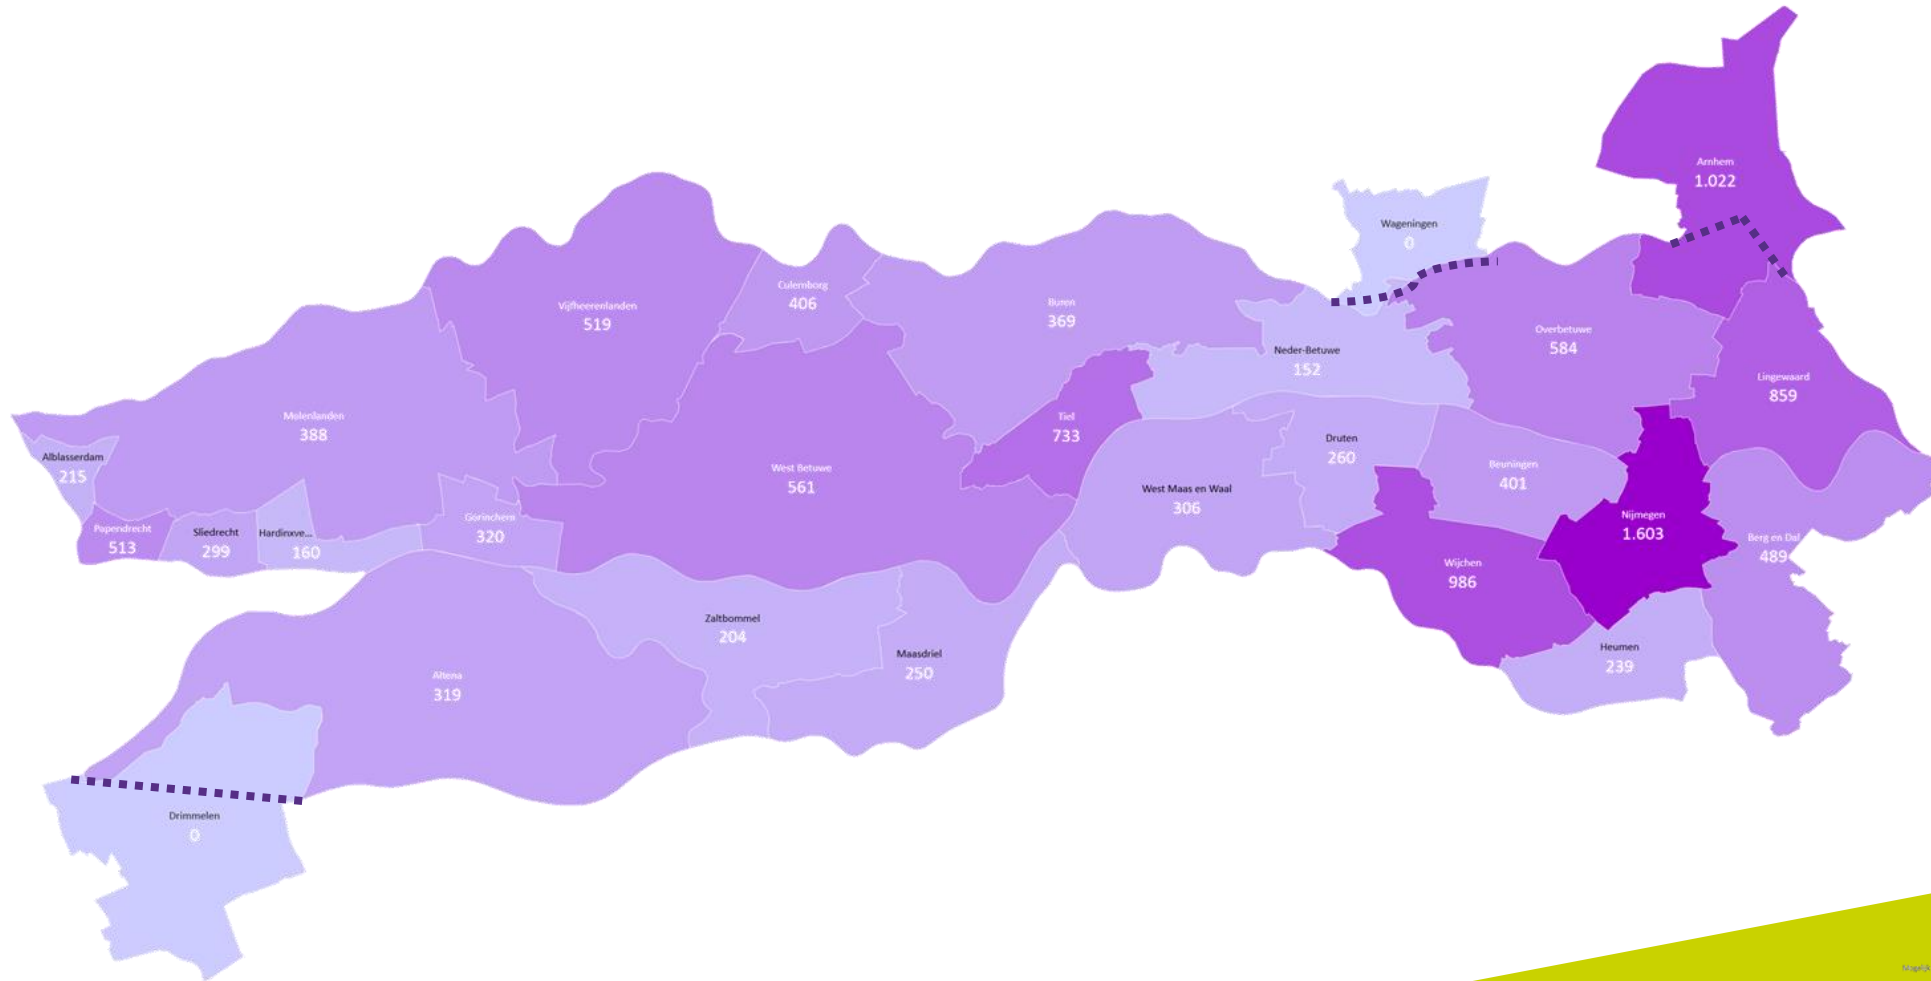 Arnhem
1.022
Wageningen
0
Vijfheerenlanden
519
Culemborg
406
Buren
369
Overbetuwe
584
Neder-Betuwe
152
Lingewaard
859
Molenlanden
388
Tiel
733
Alblasserdam
215
Druten
260
West Betuwe
561
Beuningen
401
West Maas en Waal
306
Gorinchem
320
Nijmegen
1.603
Papendrecht
513
Sliedrecht
299
Hardinxve...
160
Berg en Dal
489
Wijchen
986
Zaltbommel
204
Heumen
239
Maasdriel
250
Altena
319
Drimmelen
0
Mogelijk